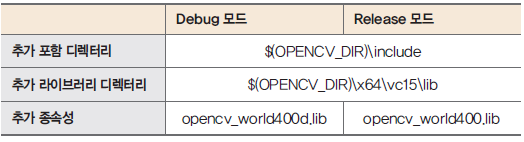 Debug 모드 Release 모드
추가 포함 디렉터리 $(OPENCV_DIR)\include
추가 라이브러리 디렉터리 $(OPENCV_DIR)\x64\vc15\lib
추가 종속성 opencv_world400d.lib opencv_world400.lib